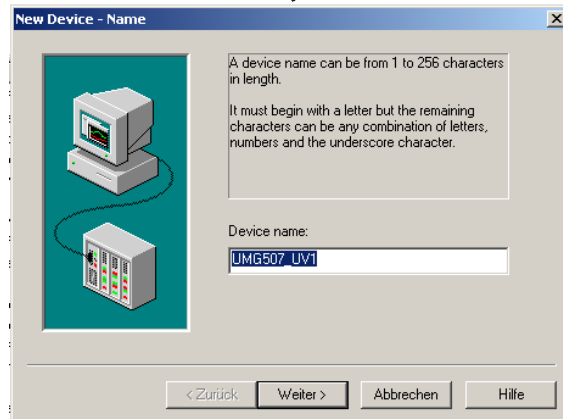 New Device - Name
A device name can be from 1 to 256 characters
in length.
It must begin with a letter but the remaining
characters can be any combination of letters,
numbers and the underscore character.
Device name:
UMG507_UV1
< Zurück
Weiter >
Abbrechen
Hilfe